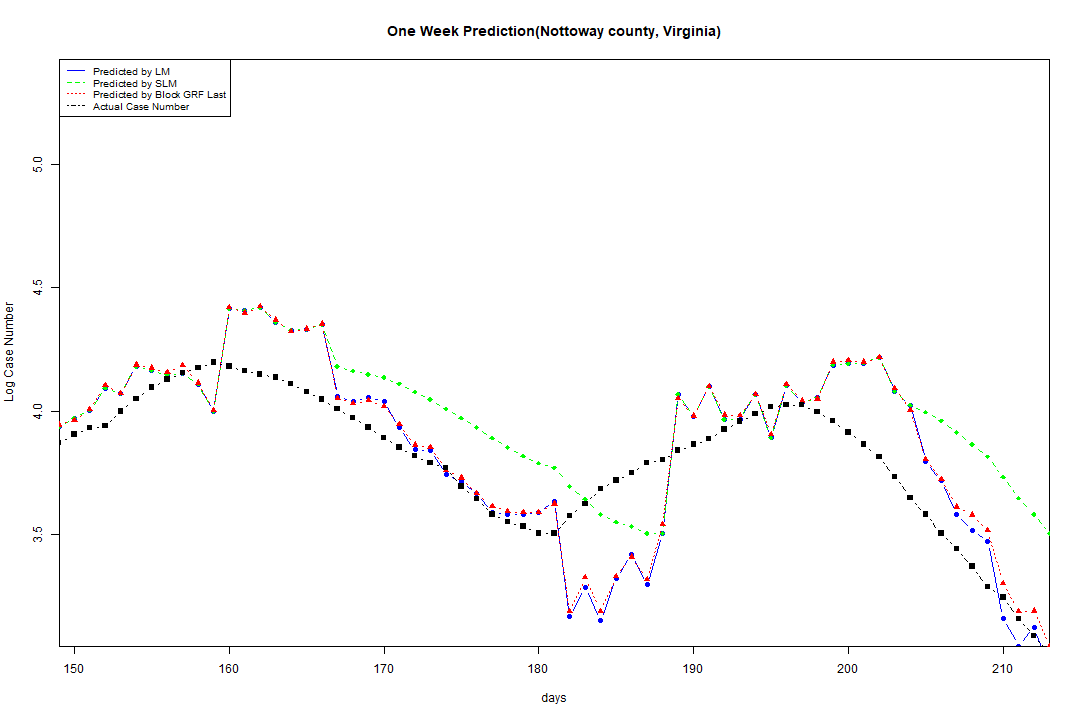 One Week Prediction(Nottoway county, Virginia)
Predicted by LM
Predicted by SLM
Predicted by Block GRF Last
Actual Case Number
5.0
4.5
4.0
3.5
Log Case Number
150 160 170 180 190 200 210
days